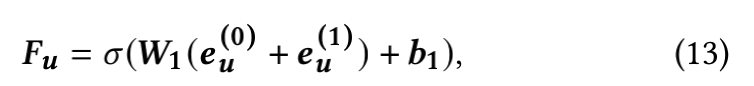 F_u = σ(W_1(e_u^{(0)} + e_u^{(1)}) + b_1), (13)